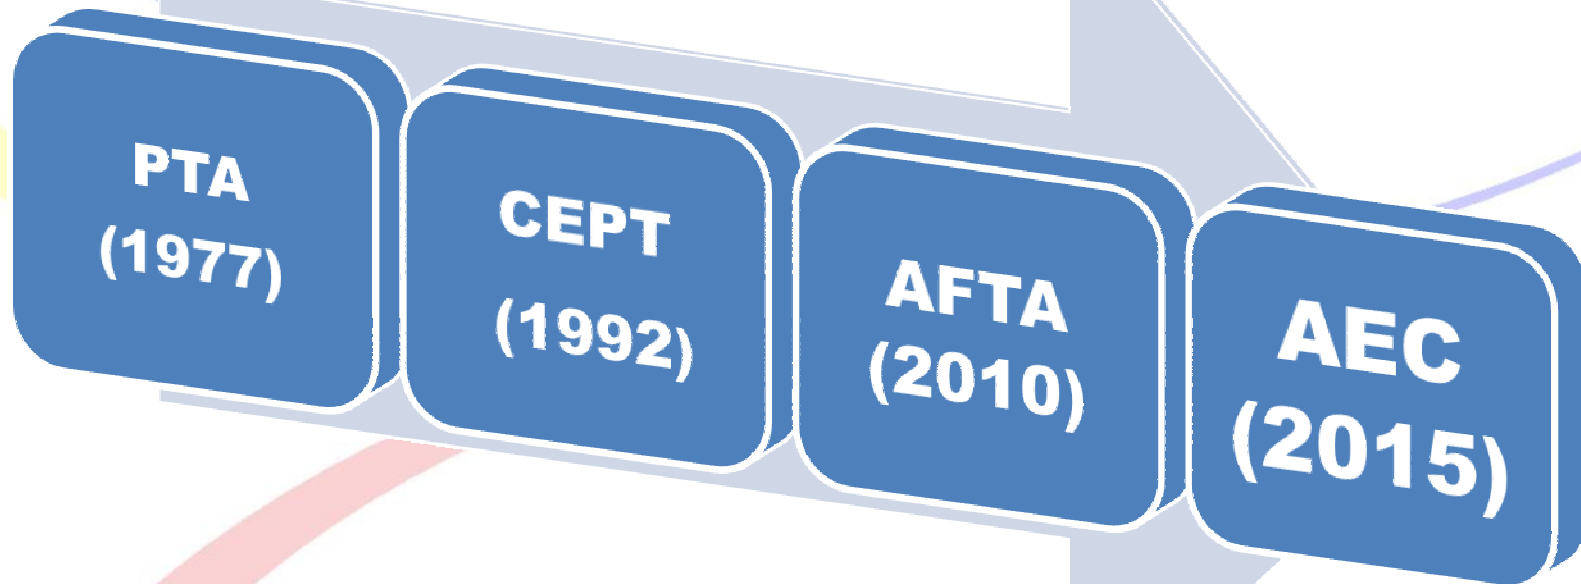 PTA
(1977)
CEPT
(1992)
AFTA
(2010)
AEC
(2015)